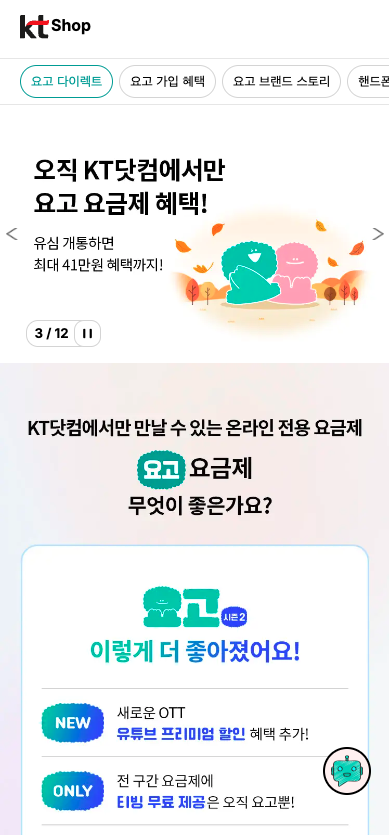 kt Shop
요고 다이렉트 요고 가입 혜택 요고 브랜드 스토리 핸드폰
오직 KT닷컴에서만
요고 요금제 혜택!
유심 개통하면
최대 41만원 혜택까지!
3 / 12
KT닷컴에서만 만날 수 있는 온라인 전용 요금제
요고 요금제
무엇이 좋은가요?
요고 시즌2
이렇게 더 좋아졌어요!
NEW
새로운 OTT
유튜브 프리미엄 할인 혜택 추가!
ONLY
전 구간 요금제에
티빙 무료 제공은 오직 요고뿐!